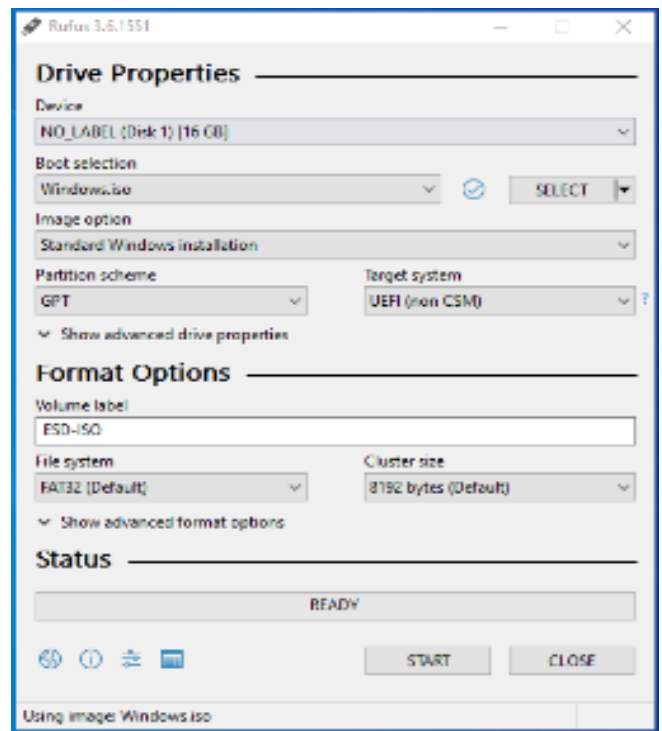 Rufus 3.6.1551
Drive Properties
Device
NO_LABEL (Disk 1) [16 GB]
Boot selection
Windows.iso
SELECT
Image option
Standard Windows installation
Partition scheme
Target system
GPT
UEFI (non CSM)
?
Show advanced drive properties
Format Options
Volume label
ESD-ISO
File system
Cluster size
FAT32 (Default)
8192 bytes (Default)
Show advanced format options
Status
READY
START
CLOSE
Using image: Windows.iso